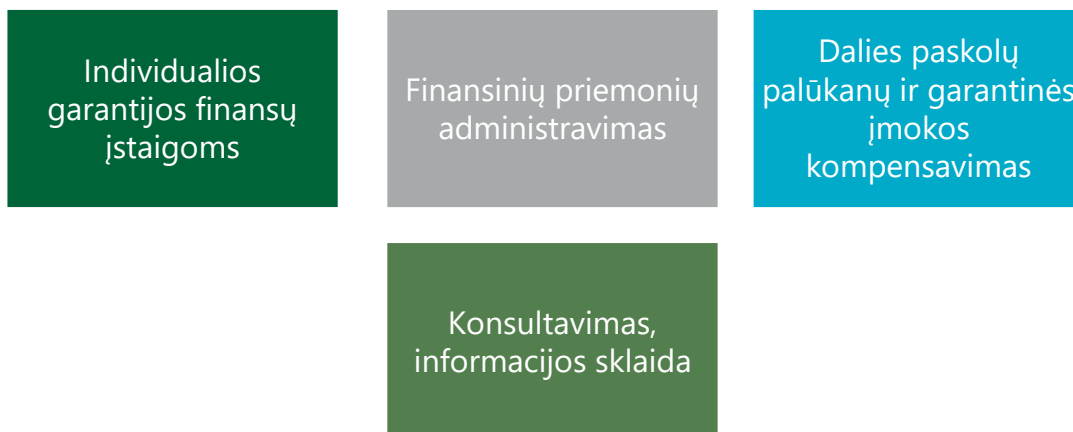 Individualios
garantijos finansų
įstaigoms
Finansinių priemonių
administravimas
Dalies paskolų
palūkanų ir garantinės
įmokos
kompensavimas
Konsultavimas,
informacijos sklaida